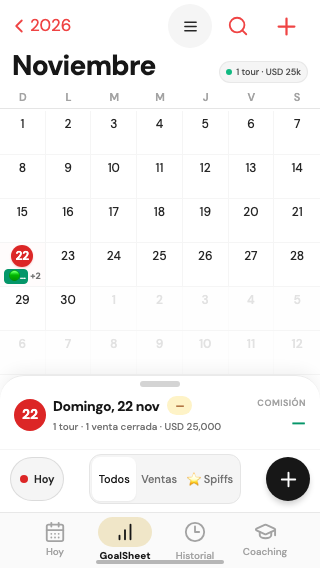 2026
Noviembre
1 tour · USD 25k
D L M M J V S
1 2 3 4 5 6 7
8 9 10 11 12 13 14
15 16 17 18 19 20 21
22 23 24 25 26 27 28
... +2
29 30 1 2 3 4 5
6 7 8 9 10 11 12
22 Domingo, 22 nov —
COMISIÓN
1 tour · 1 venta cerrada · USD 25,000
—
Hoy Todos Ventas ⭐ Spiffs
Hoy GoalSheet Historial Coaching